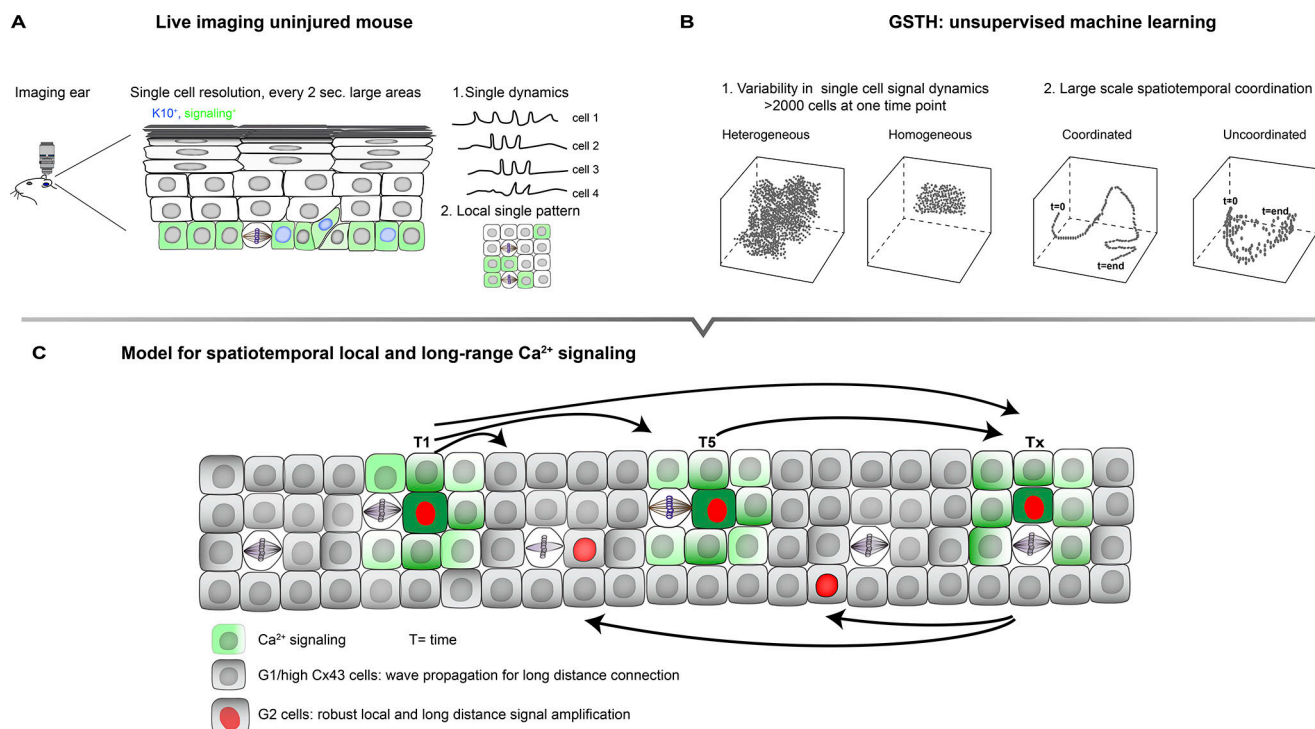 A
Live imaging uninjured mouse
Imaging ear
Single cell resolution, every 2 sec. large areas
K10⁺, signaling⁺
1. Single dynamics
cell 1
cell 2
cell 3
cell 4
2. Local single pattern
B
GSTH: unsupervised machine learning
1. Variability in single cell signal dynamics
>2000 cells at one time point
Heterogeneous
Homogeneous
2. Large scale spatiotemporal coordination
Coordinated
Uncoordinated
t=0
t=end
t=0
t=end
C
Model for spatiotemporal local and long-range Ca²⁺ signaling
T1
T5
Tx
Ca²⁺ signaling
T= time
G1/high Cx43 cells: wave propagation for long distance connection
G2 cells: robust local and long distance signal amplification